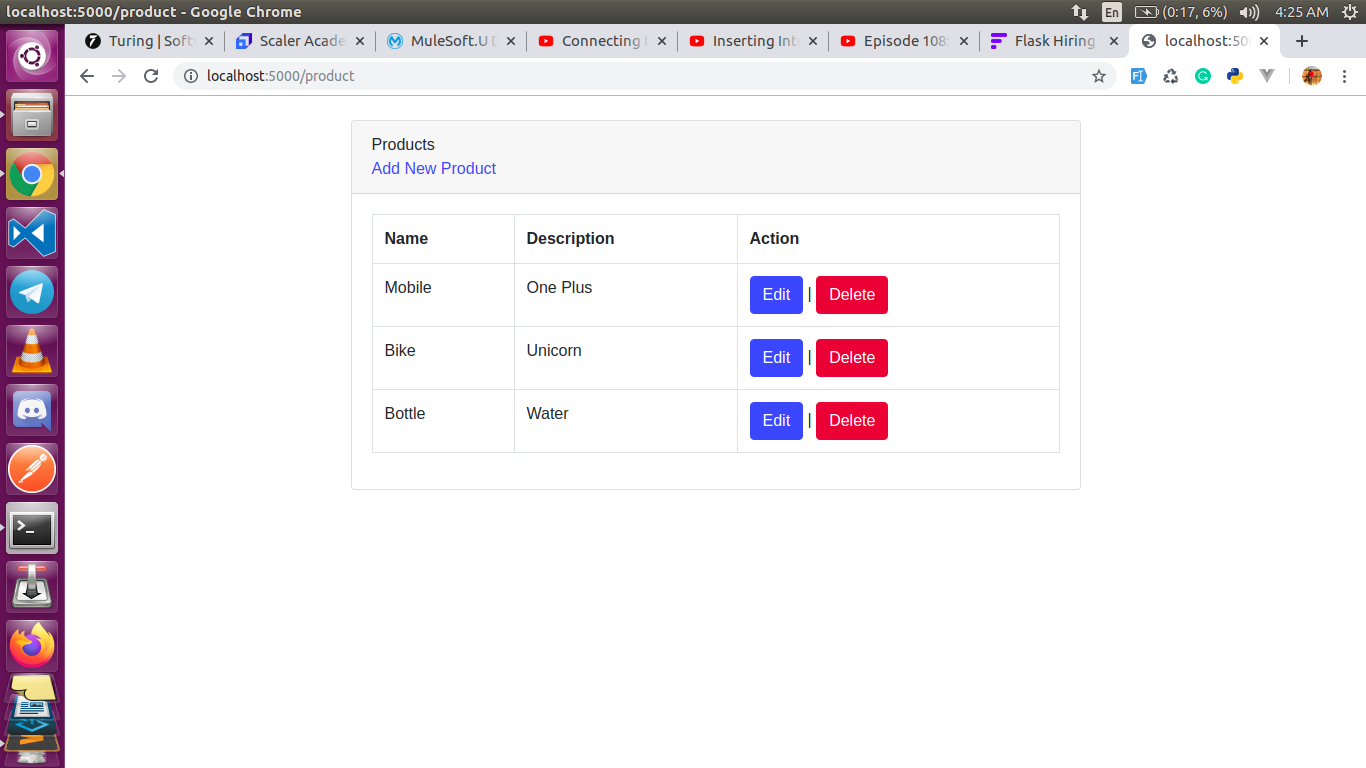 localhost:5000/product - Google Chrome
En (0:17, 6%) 4:25 AM
Turing | Soft
Scaler Acade
MuleSoft.U D
Connecting
Inserting Int
Episode 108:
Flask Hiring
localhost:50
localhost:5000/product
Products
Add New Product
Name Description Action
Mobile One Plus Edit | Delete
Bike Unicorn Edit | Delete
Bottle Water Edit | Delete